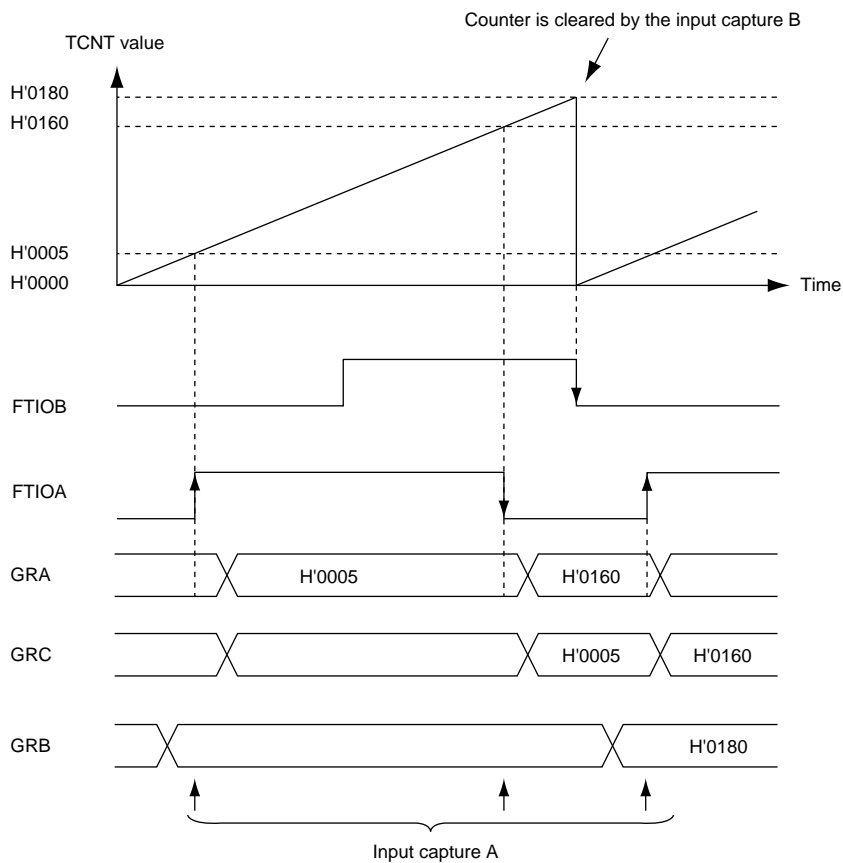 Counter is cleared by the input capture B
TCNT value
H'0180
H'0160
H'0005
H'0000
Time
FTIOB
FTIOA
GRA
H'0005
H'0160
GRC
H'0005
H'0160
GRB
H'0180
Input capture A